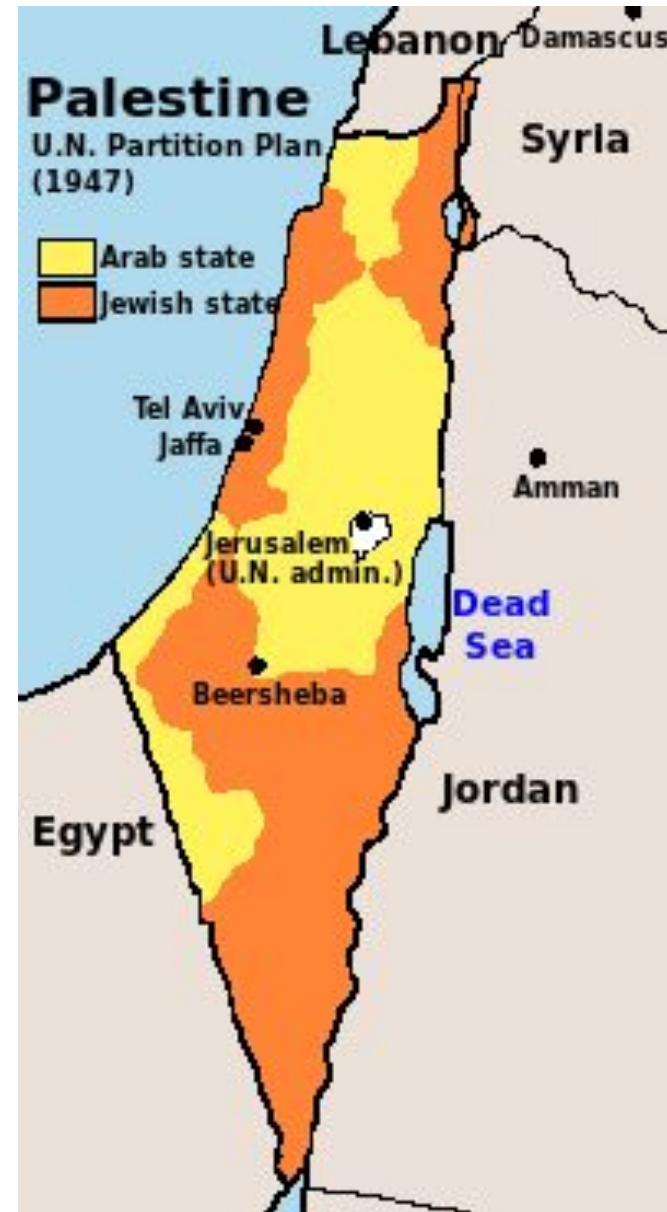 Lebanon
Damascus
Palestine
U.N. Partition Plan
(1947)
Syria
Arab state
Jewish state
Tel Aviv
Jaffa
Amman
Jerusalem
(U.N. admin.)
Dead
Sea
Beersheba
Jordan
Egypt